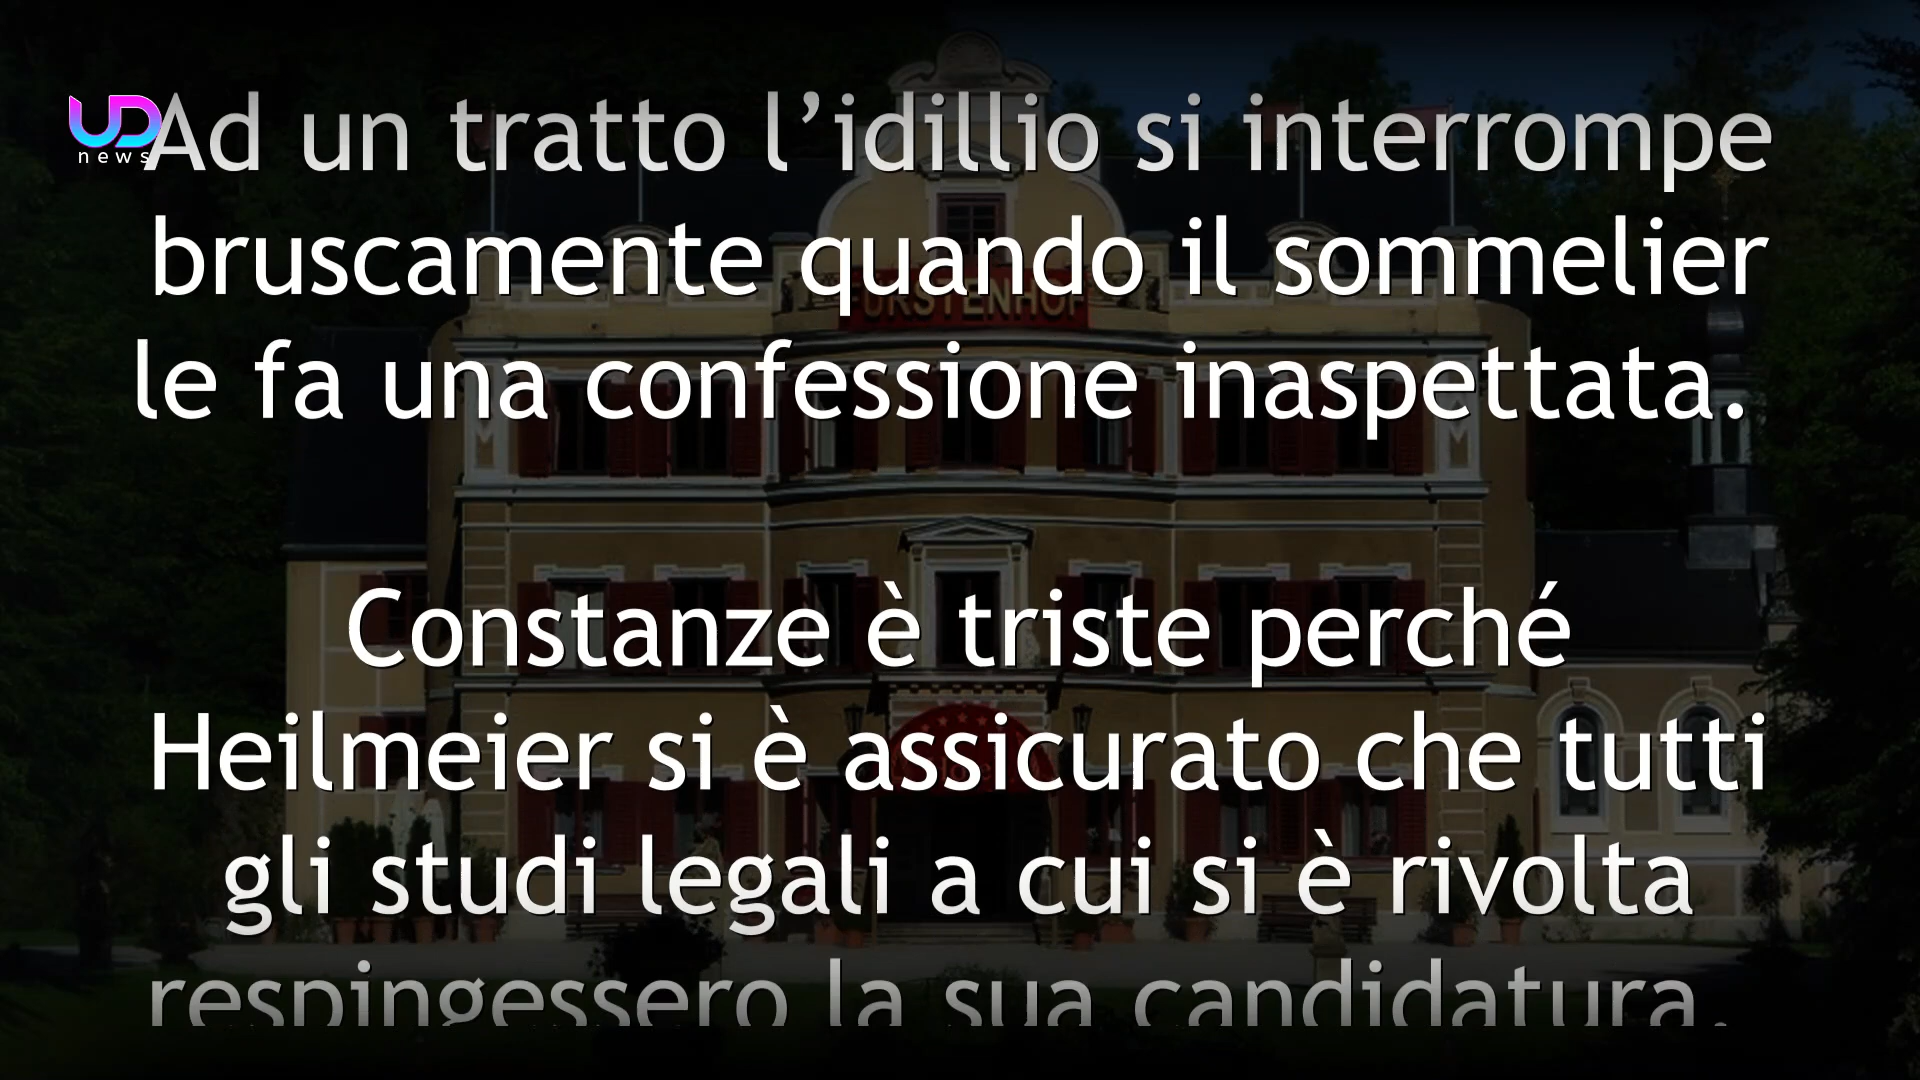 UD
news
Ad un tratto l’idillio si interrompe
bruscamente quando il sommelier
le fa una confessione inaspettata.
FÜRSTENHOF
Constanze è triste perché
Heilmeier si è assicurato che tutti
gli studi legali a cui si è rivolta
respingessero la sua candidatura.